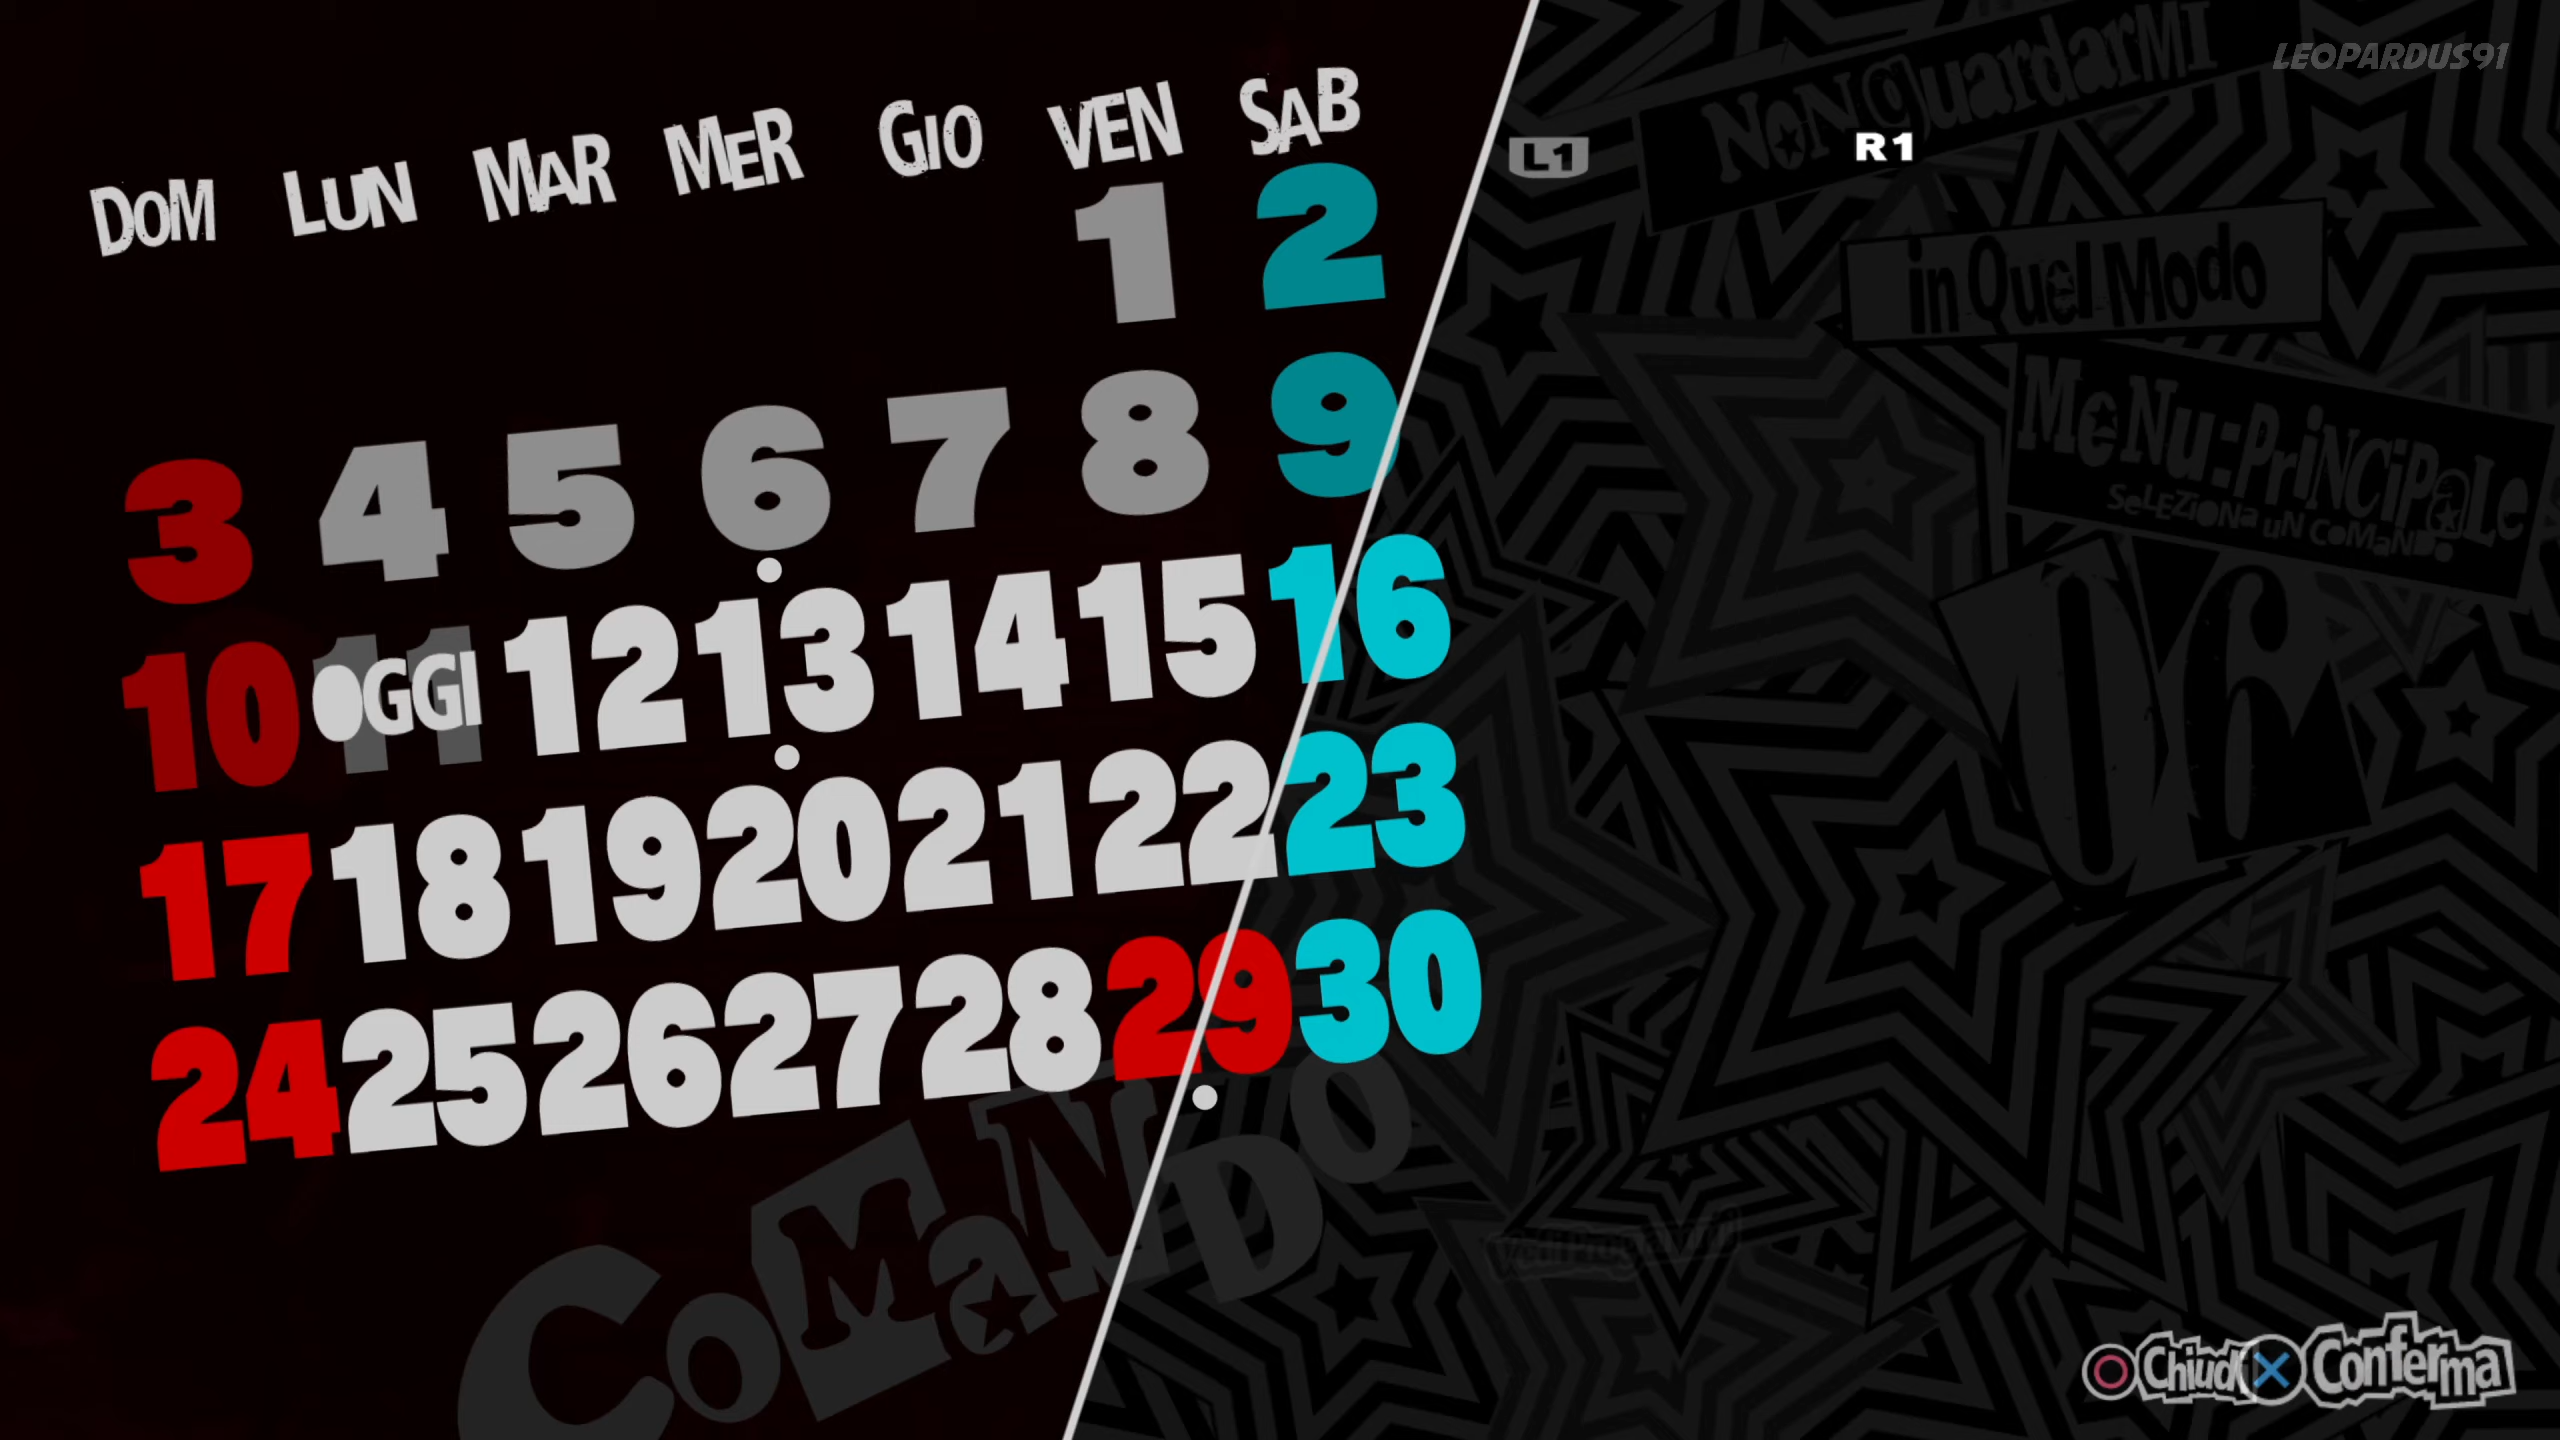 LEOPARDUS91
NoN GuardarMI
in Quel Modo
MeNu:PriNCiPaLe
SeLEZioNa uN CoMaNDo
L1 R1
DoM LuN MAR MER GIO VEN SAB
1 2
3 4 5 6 7 8 9
10 11 OGGI 12 13 14 15 16
17 18 19 20 21 22 23
24 25 26 27 28 29 30
06
CoMaNDO
Chiudi Conferma